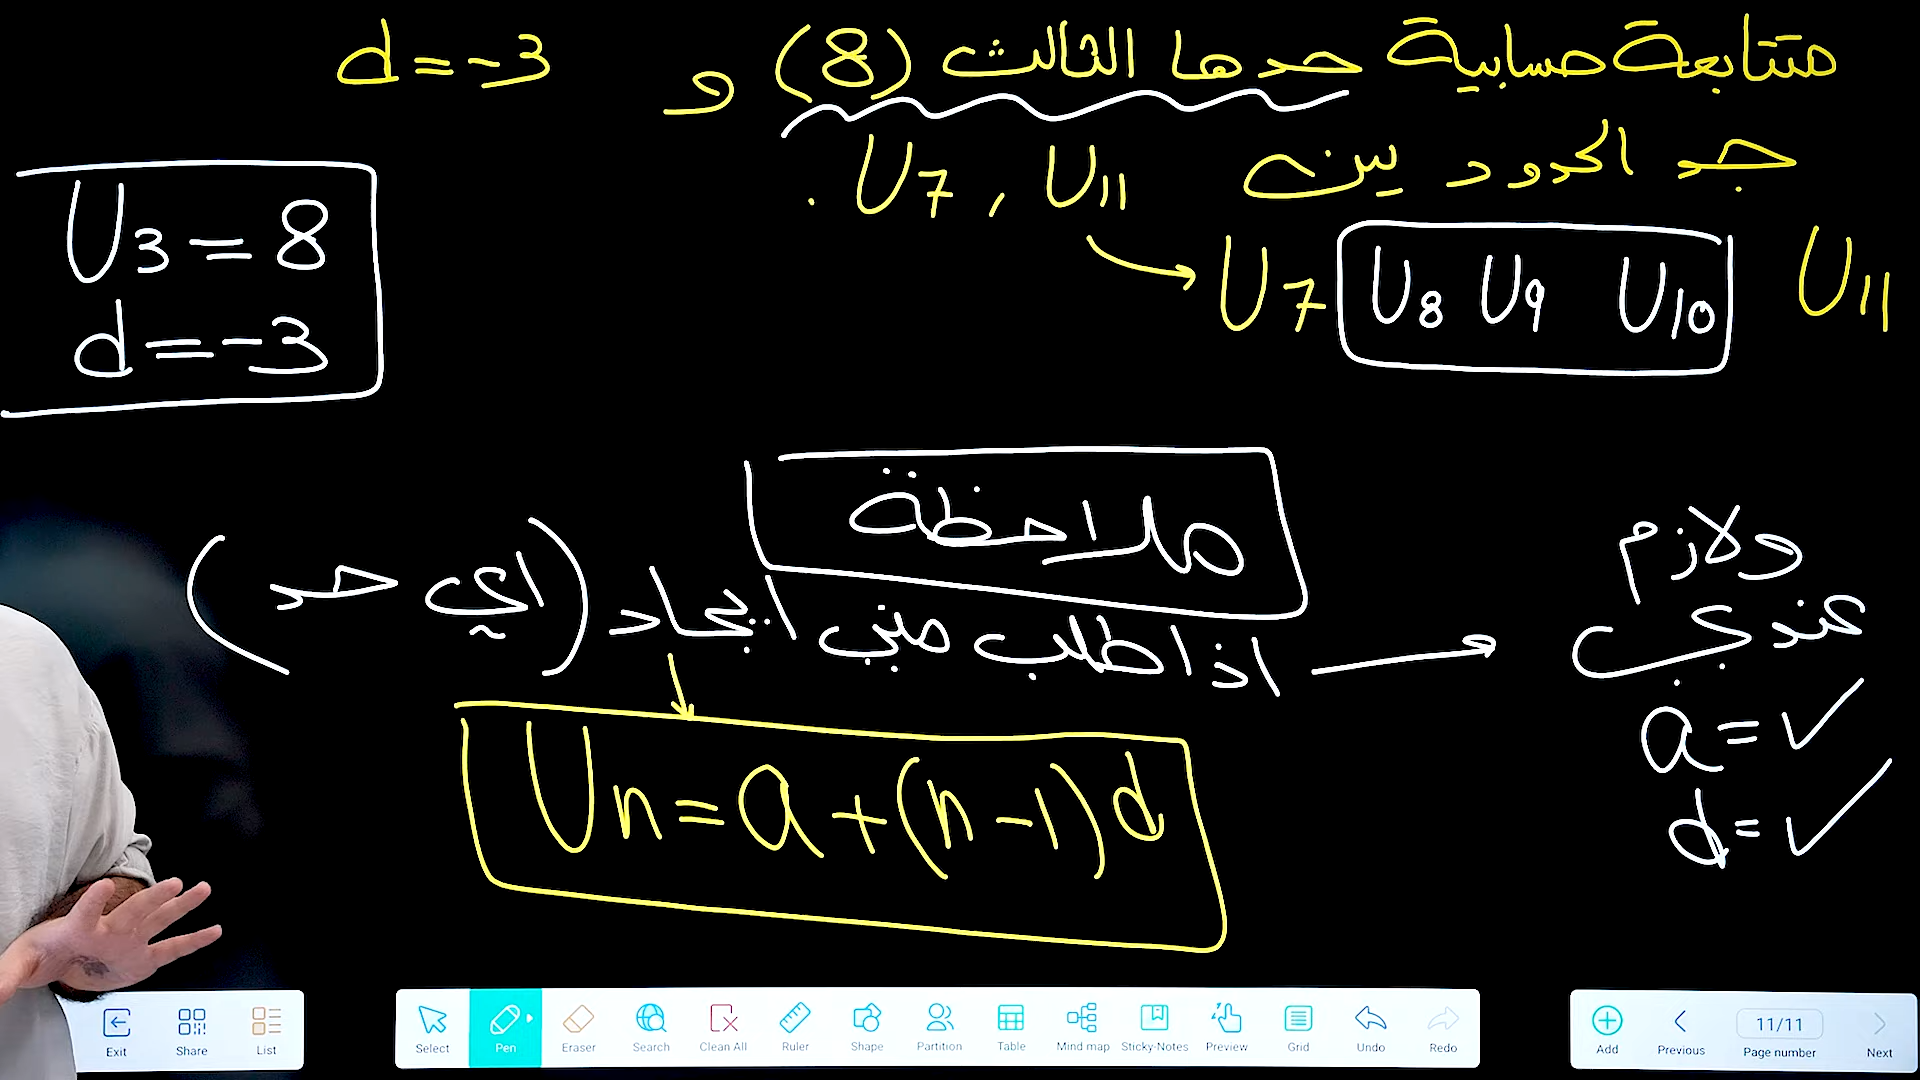 متتابعة حسابية حدها الثالث (8) و d = -3
جد الحدود بين U7 , U11 .
U7 U8 U9 U10 U11
U3 = 8
d = -3
ملاحظة
اذا طلب مني ايجاد (اي حد)
ولازم
عندي
a = ✓
d = ✓
Un = a + (n - 1) d
Exit Share List
Select Pen Eraser Search Clean All Ruler Shape Partition Table Mind map Sticky-Notes Preview Grid Undo Redo
Add Previous 11/11 Page number Next